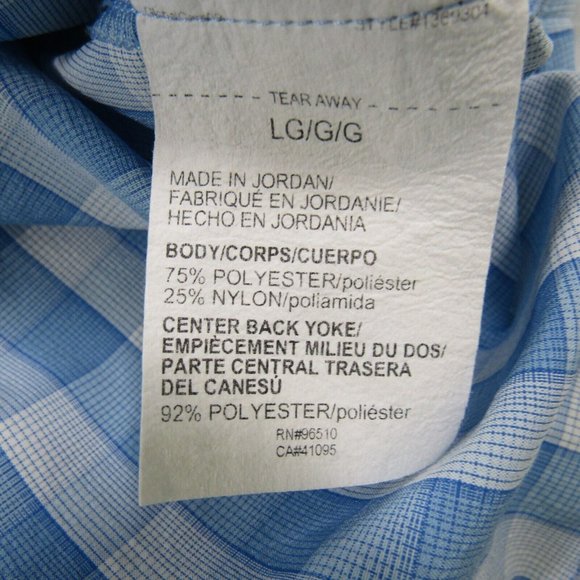 STYLE#1369304
TEAR AWAY
LG/G/G
MADE IN JORDAN/
FABRIQUÉ EN JORDANIE/
HECHO EN JORDANIA
BODY/CORPS/CUERPO
75% POLYESTER/poliéster
25% NYLON/poliamida
CENTER BACK YOKE/
EMPIÈCEMENT MILIEU DU DOS/
PARTE CENTRAL TRASERA
DEL CANESÚ
92% POLYESTER/poliéster
RN#96510
CA#41095